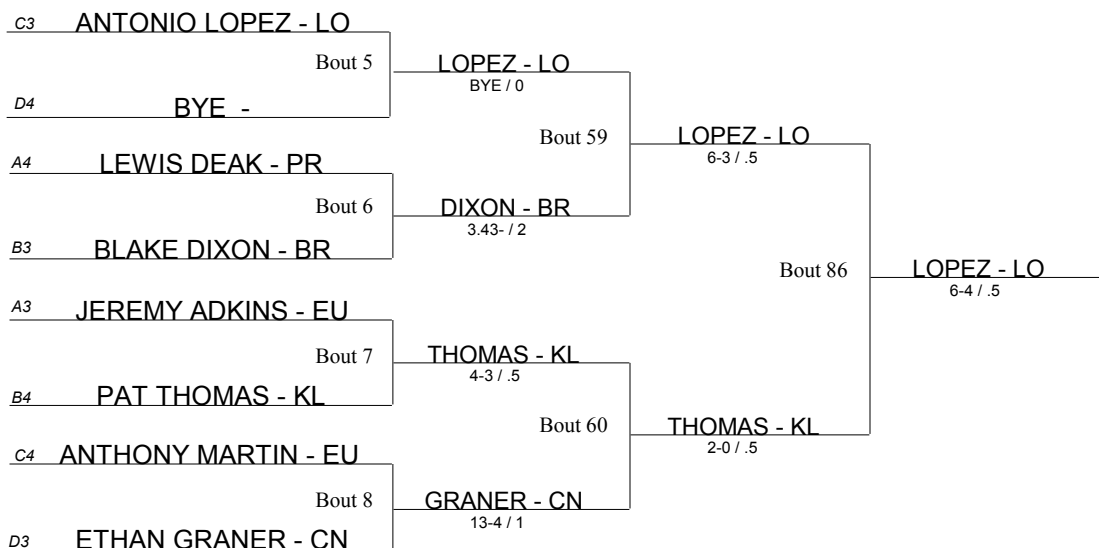 C3 ANTONIO LOPEZ - LO
Bout 5
LOPEZ - LO
BYE / 0
D4 BYE -
Bout 59
LOPEZ - LO
6-3 / .5
A4 LEWIS DEAK - PR
Bout 6
DIXON - BR
3.43- / 2
B3 BLAKE DIXON - BR
Bout 86
LOPEZ - LO
6-4 / .5
A3 JEREMY ADKINS - EU
Bout 7
THOMAS - KL
4-3 / .5
B4 PAT THOMAS - KL
Bout 60
THOMAS - KL
2-0 / .5
C4 ANTHONY MARTIN - EU
Bout 8
GRANER - CN
13-4 / 1
D3 ETHAN GRANER - CN